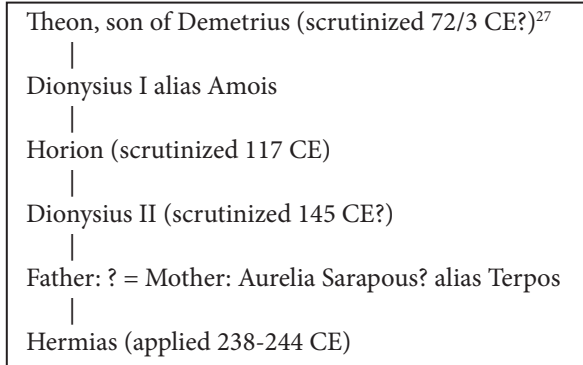 Theon, son of Demetrius (scrutinized 72/3 CE?)27
Dionysius I alias Amois
Horion (scrutinized 117 CE)
Dionysius II (scrutinized 145 CE?)
Father: ? = Mother: Aurelia Sarapous? alias Terpos
Hermias (applied 238-244 CE)